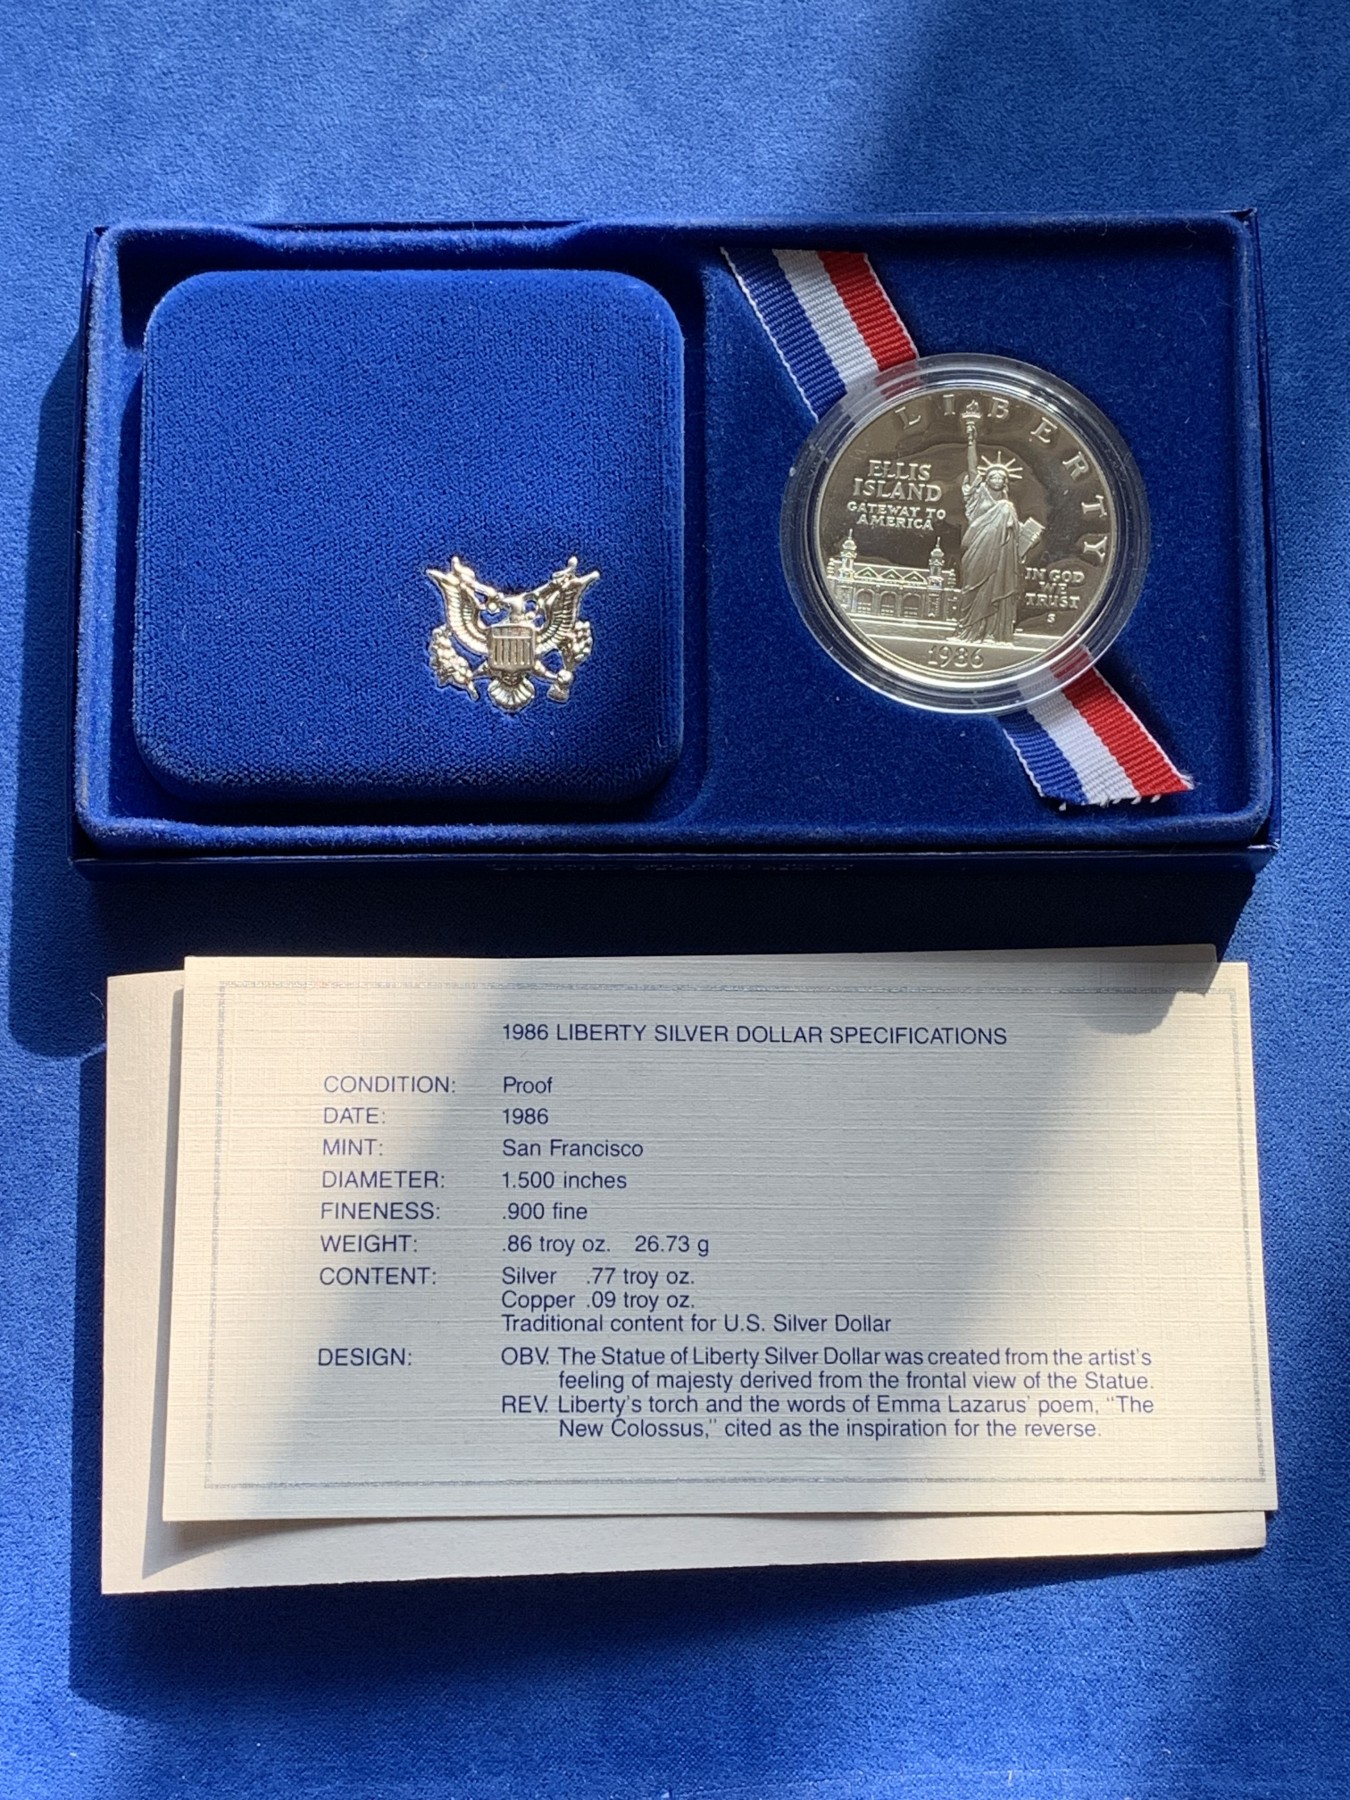 LIBERTY
ELLIS
ISLAND
GATEWAY TO
AMERICA
IN GOD
WE
TRUST
S
1986
UNITED STATES MINT
1986 LIBERTY SILVER DOLLAR SPECIFICATIONS
CONDITION: Proof
DATE: 1986
MINT: San Francisco
DIAMETER: 1.500 inches
FINENESS: .900 fine
WEIGHT: .86 troy oz. 26.73 g
CONTENT: Silver .77 troy oz.
Copper .09 troy oz.
Traditional content for U.S. Silver Dollar
DESIGN: OBV. The Statue of Liberty Silver Dollar was created from the artist's
feeling of majesty derived from the frontal view of the Statue.
REV. Liberty's torch and the words of Emma Lazarus' poem, "The
New Colossus," cited as the inspiration for the reverse.